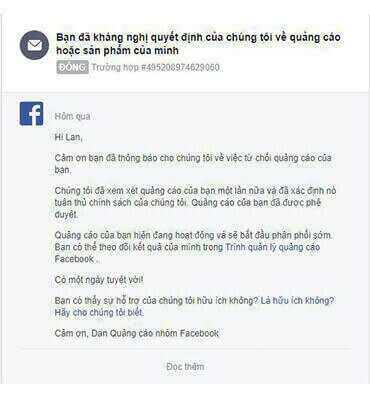 Bạn đã kháng nghị quyết định của chúng tôi về quảng cáo
hoặc sản phẩm của mình
ĐÓNG Trường hợp #495208974629060
Hôm qua
Hi Lan,
Cảm ơn bạn đã thông báo cho chúng tôi về việc từ chối quảng cáo của
bạn.
Chúng tôi đã xem xét quảng cáo của bạn một lần nữa và đã xác định nó
tuân thủ chính sách của chúng tôi. Quảng cáo của bạn đã được phê
duyệt.
Quảng cáo của bạn hiện đang hoạt động và sẽ bắt đầu phân phối sớm.
Bạn có thể theo dõi kết quả của mình trong Trình quản lý quảng cáo
Facebook .
Có một ngày tuyệt vời!
Bạn có thấy sự hỗ trợ của chúng tôi hữu ích không? Là hữu ích không?
Hãy cho chúng tôi biết.
Cảm ơn, Dan Quảng cáo nhóm Facebook
Đọc thêm